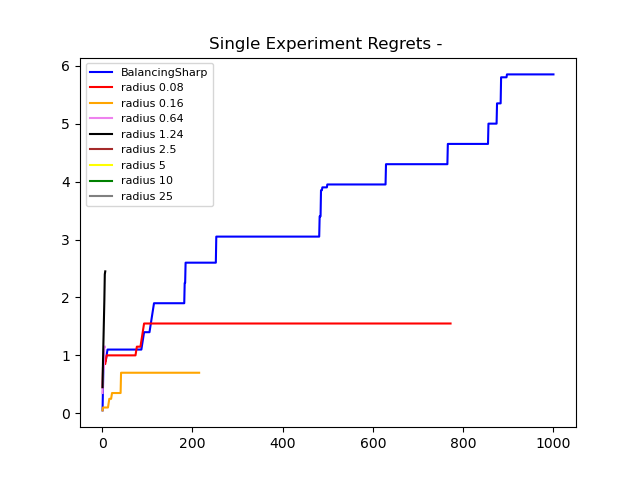 Single Experiment Regrets -
6
5
4
3
2
1
0
BalancingSharp
radius 0.08
radius 0.16
radius 0.64
radius 1.24
radius 2.5
radius 5
radius 10
radius 25
0 200 400 600 800 1000